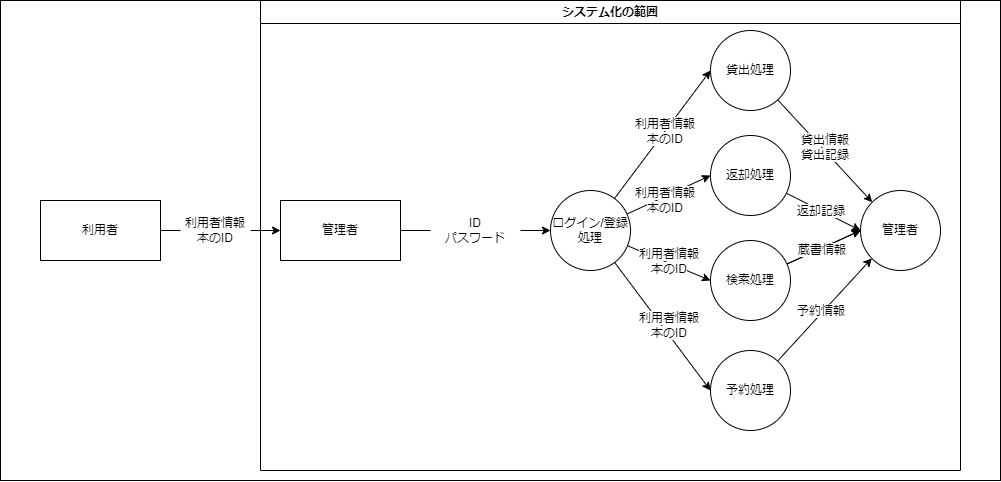 システム化の範囲
貸出処理
利用者情報
本のID
貸出情報
貸出記録
利用者情報
本のID
返却処理
返却記録
利用者
利用者情報
本のID
管理者
ID
パスワード
ログイン/登録
処理
管理者
利用者情報
本のID
検索処理
蔵書情報
利用者情報
本のID
予約情報
予約処理